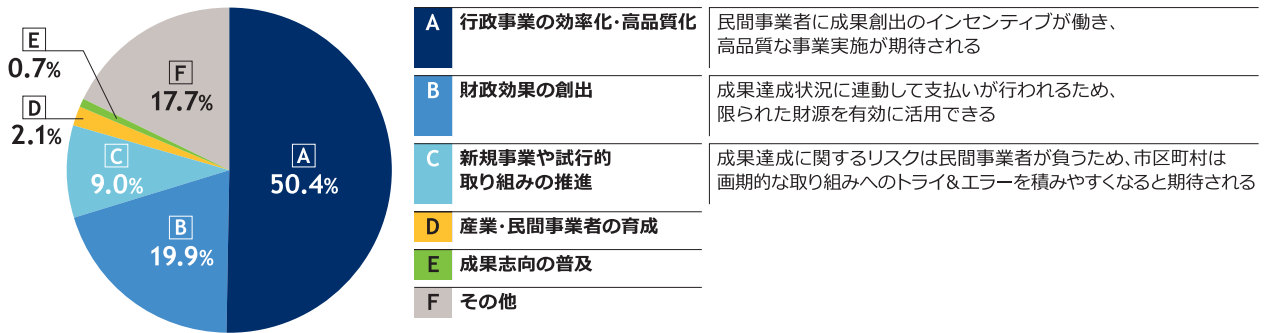 E
0.7%
D
2.1%
F
17.7%
C
9.0%
B
19.9%
A
50.4%
A 行政事業の効率化・高品質化 民間事業者に成果創出のインセンティブが働き、
高品質な事業実施が期待される
B 財政効果の創出 成果達成状況に連動して支払いが行われるため、
限られた財源を有効に活用できる
C 新規事業や試行的 成果達成に関するリスクは民間事業者が負うため、市区町村は
取り組みの推進 画期的な取り組みへのトライ&エラーを積みやすくなると期待される
D 産業・民間事業者の育成
E 成果志向の普及
F その他